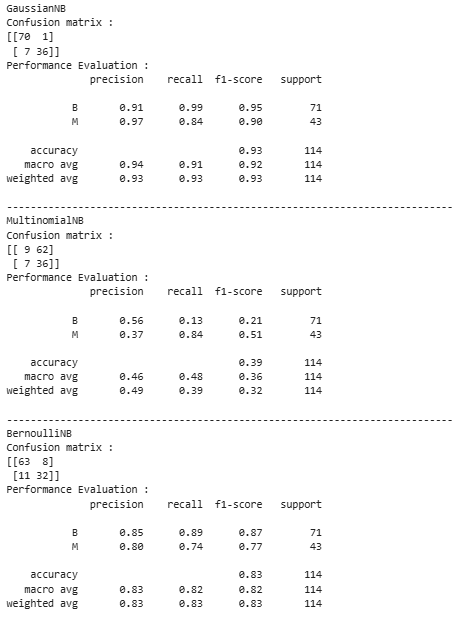 GaussianNB
Confusion matrix :
[[70  1]
 [ 7 36]]
Performance Evaluation :
              precision    recall  f1-score   support

           B       0.91      0.99      0.95        71
           M       0.97      0.84      0.90        43

    accuracy                           0.93       114
   macro avg       0.94      0.91      0.92       114
weighted avg       0.93      0.93      0.93       114

---------------------------------------------------------------------------
MultinomialNB
Confusion matrix :
[[ 9 62]
 [ 7 36]]
Performance Evaluation :
              precision    recall  f1-score   support

           B       0.56      0.13      0.21        71
           M       0.37      0.84      0.51        43

    accuracy                           0.39       114
   macro avg       0.46      0.48      0.36       114
weighted avg       0.49      0.39      0.32       114

---------------------------------------------------------------------------
BernoulliNB
Confusion matrix :
[[63  8]
 [11 32]]
Performance Evaluation :
              precision    recall  f1-score   support

           B       0.85      0.89      0.87        71
           M       0.80      0.74      0.77        43

    accuracy                           0.83       114
   macro avg       0.83      0.82      0.82       114
weighted avg       0.83      0.83      0.83       114